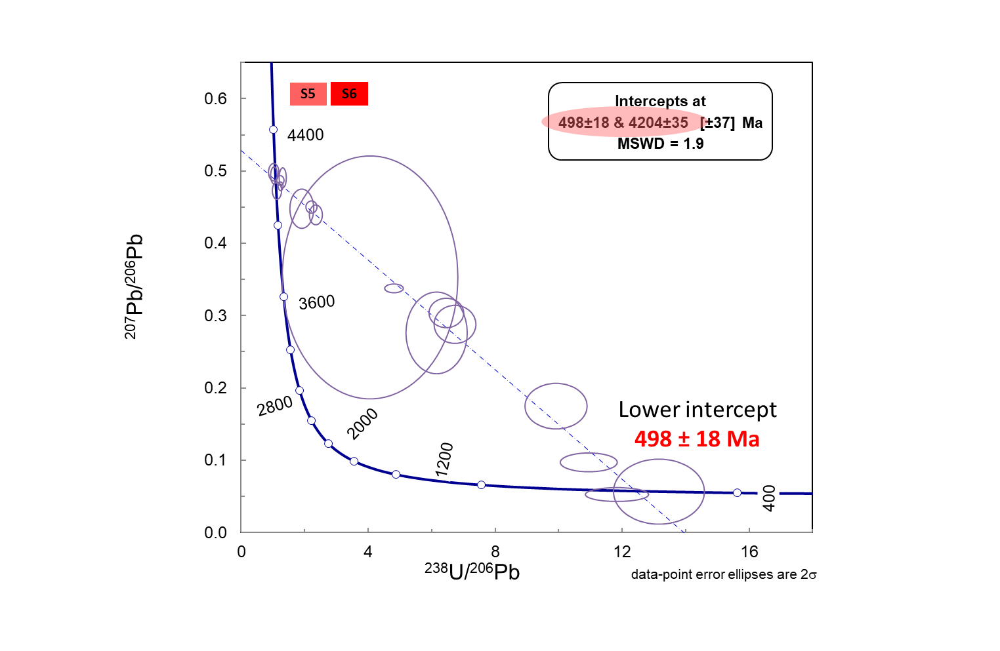 S5 S6
Intercepts at
498±18 & 4204±35 [±37] Ma
MSWD = 1.9
0.6
0.5
0.4
0.3
0.2
0.1
0.0
4400
3600
2800
2000
1200
400
Lower intercept
498 ± 18 Ma
207Pb/206Pb
0 4 8 12 16
238U/206Pb
data-point error ellipses are 2σ